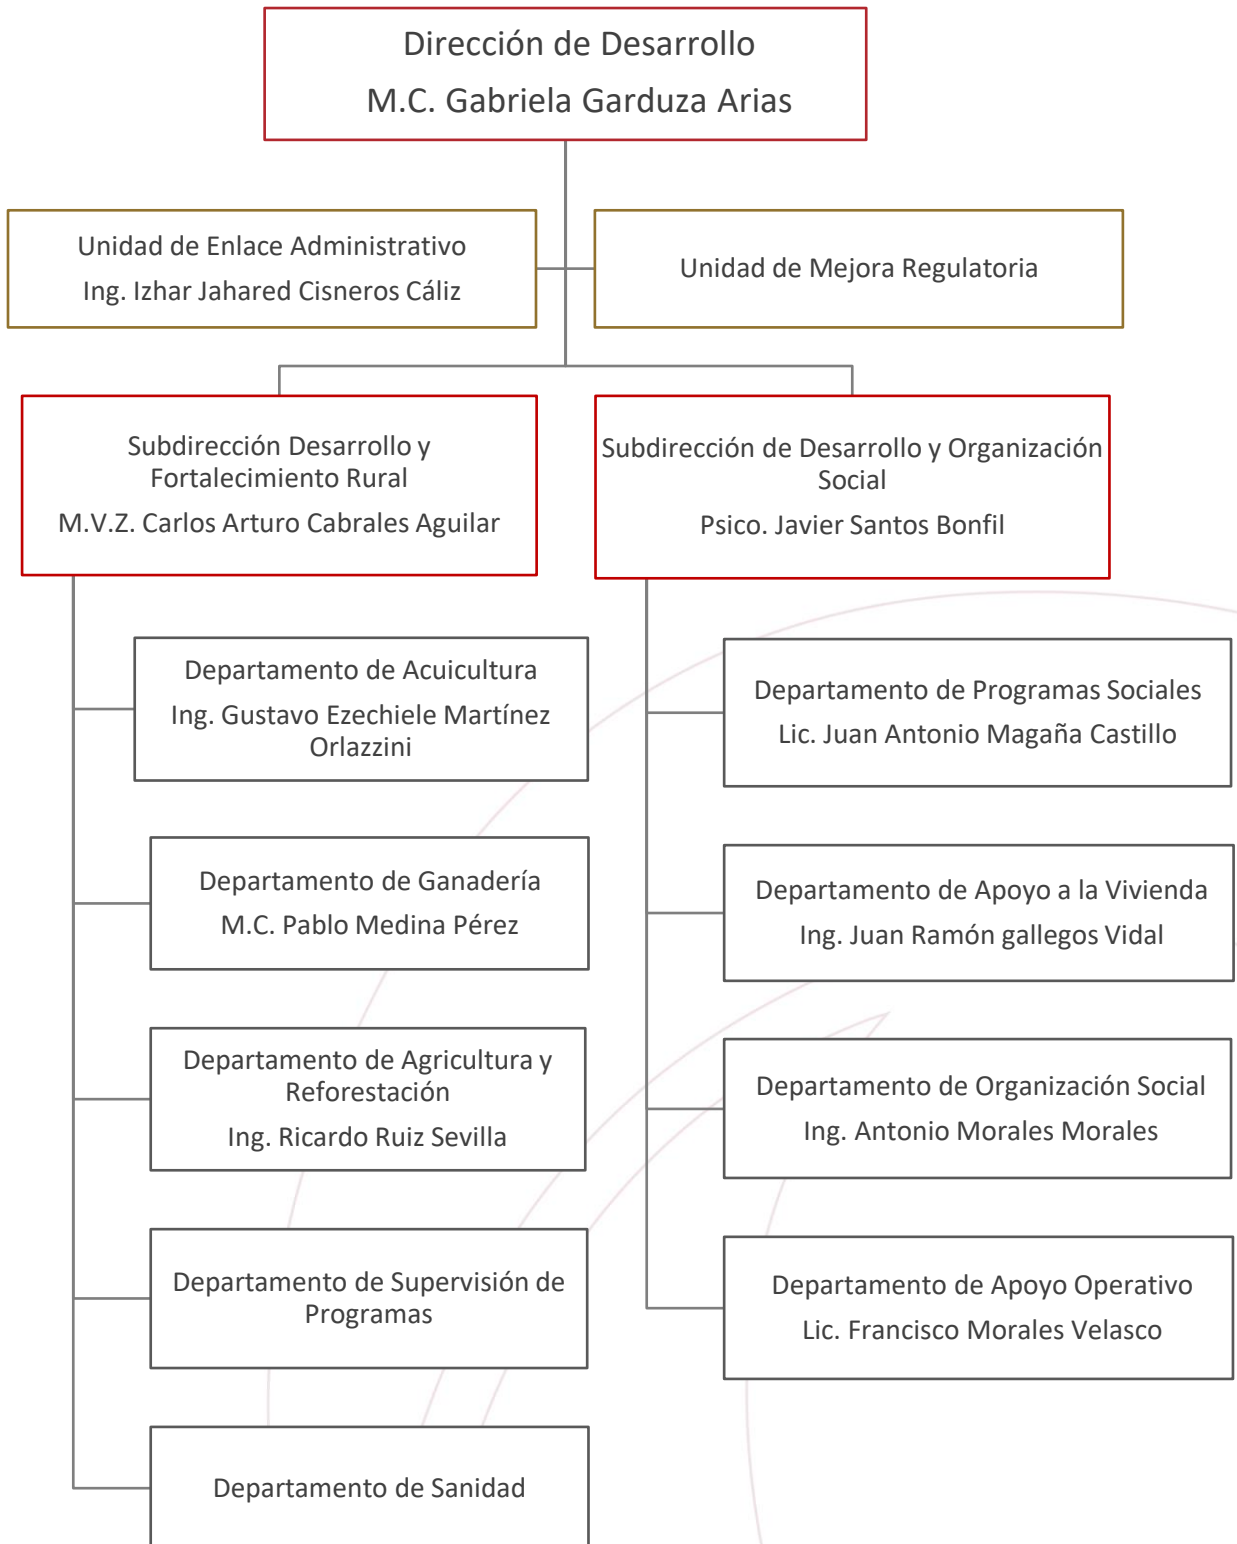 Dirección de Desarrollo
M.C. Gabriela Garduza Arias
Unidad de Enlace Administrativo
Ing. Izhar Jahared Cisneros Cáliz
Unidad de Mejora Regulatoria
Subdirección Desarrollo y
Fortalecimiento Rural
M.V.Z. Carlos Arturo Cabrales Aguilar
Subdirección de Desarrollo y Organización
Social
Psico. Javier Santos Bonfil
Departamento de Acuicultura
Ing. Gustavo Ezechiele Martínez
Orlazzini
Departamento de Ganadería
M.C. Pablo Medina Pérez
Departamento de Agricultura y
Reforestación
Ing. Ricardo Ruiz Sevilla
Departamento de Supervisión de
Programas
Departamento de Sanidad
Departamento de Programas Sociales
Lic. Juan Antonio Magaña Castillo
Departamento de Apoyo a la Vivienda
Ing. Juan Ramón gallegos Vidal
Departamento de Organización Social
Ing. Antonio Morales Morales
Departamento de Apoyo Operativo
Lic. Francisco Morales Velasco